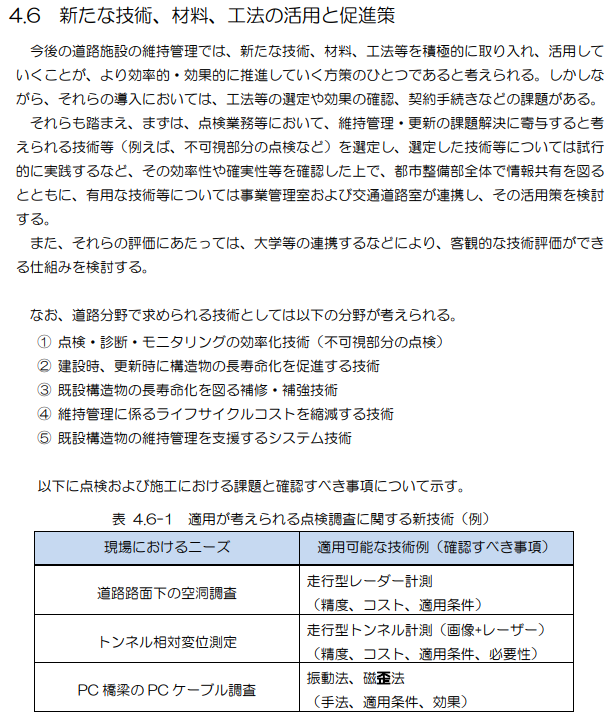 4.6　新たな技術、材料、工法の活用と促進策
今後の道路施設の維持管理では、新たな技術、材料、工法等を積極的に取り入れ、活用して
いくことが、より効率的・効果的に推進していく方策のひとつであると考えられる。しかしな
がら、それらの導入においては、工法等の選定や効果の確認、契約手続きなどの課題がある。
それらも踏まえ、まずは、点検業務等において、維持管理・更新の課題解決に寄与すると考
えられる技術等（例えば、不可視部分の点検など）を選定し、選定した技術等については試行
的に実践するなど、その効率性や確実性等を確認した上で、都市整備部全体で情報共有を図る
とともに、有用な技術等については事業管理室および交通道路室が連携し、その活用策を検討
する。
また、それらの評価にあたっては、大学等の連携するなどにより、客観的な技術評価ができ
る仕組みを検討する。
なお、道路分野で求められる技術としては以下の分野が考えられる。
① 点検・診断・モニタリングの効率化技術（不可視部分の点検）
② 建設時、更新時に構造物の長寿命化を促進する技術
③ 既設構造物の長寿命化を図る補修・補強技術
④ 維持管理に係るライフサイクルコストを縮減する技術
⑤ 既設構造物の維持管理を支援するシステム技術
以下に点検および施工における課題と確認すべき事項について示す。
表 4.6-1　適用が考えられる点検調査に関する新技術（例）
現場におけるニーズ　適用可能な技術例（確認すべき事項）
道路路面下の空洞調査　走行型レーダー計測
（精度、コスト、適用条件）
トンネル相対変位測定　走行型トンネル計測（画像+レーザー）
（精度、コスト、適用条件、必要性）
PC橋梁のPCケーブル調査　振動法、磁歪法
（手法、適用条件、効果）